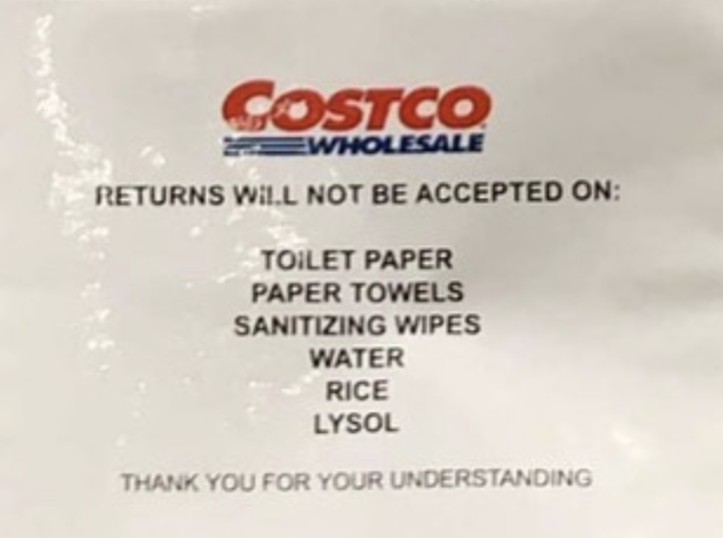 COSTCO
WHOLESALE
RETURNS WILL NOT BE ACCEPTED ON:
TOILET PAPER
PAPER TOWELS
SANITIZING WIPES
WATER
RICE
LYSOL
THANK YOU FOR YOUR UNDERSTANDING